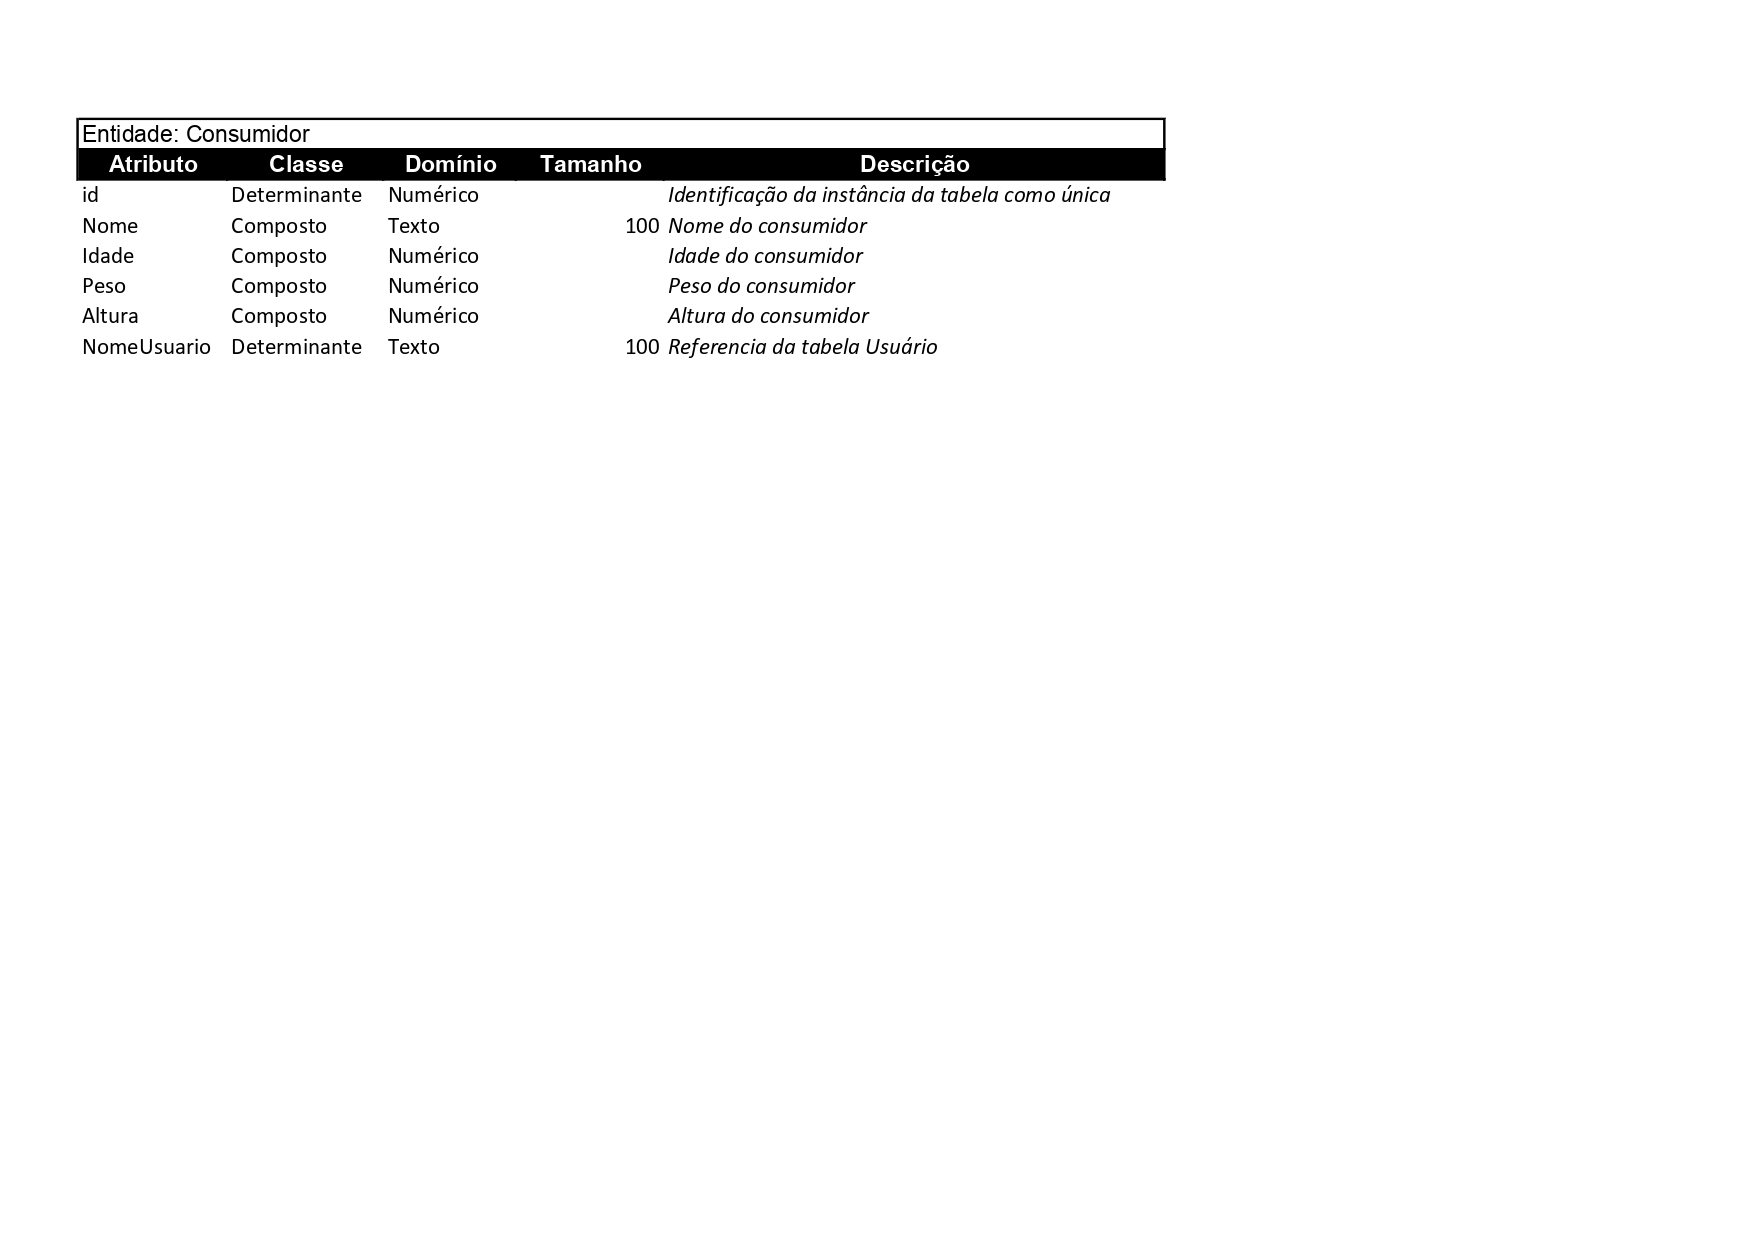 Entidade: Consumidor
Atributo Classe Domínio Tamanho Descrição
id Determinante Numérico Identificação da instância da tabela como única
Nome Composto Texto 100 Nome do consumidor
Idade Composto Numérico Idade do consumidor
Peso Composto Numérico Peso do consumidor
Altura Composto Numérico Altura do consumidor
NomeUsuario Determinante Texto 100 Referencia da tabela Usuário